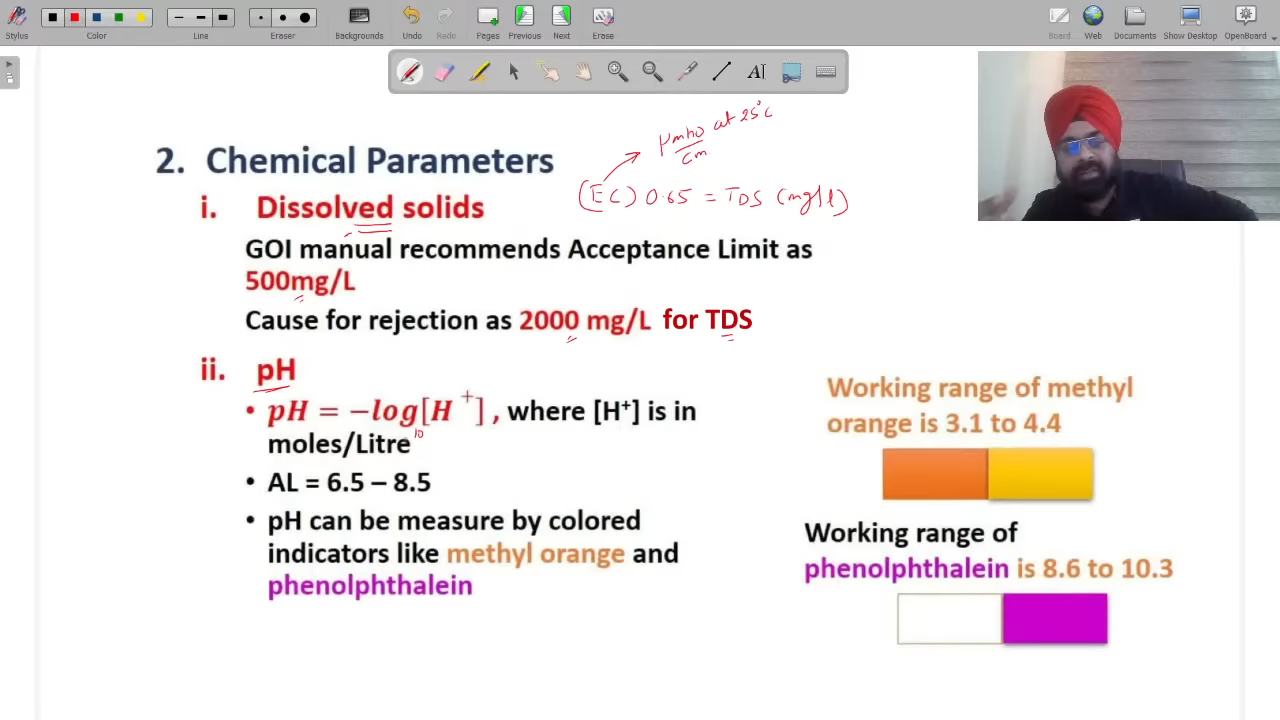 Stylus
Color
Line
Eraser
Backgrounds
Undo
Redo
Pages
Previous
Next
Erase
Board
Web
Documents
Show Desktop
OpenBoard
μmho/cm at 25°C
(EC) 0.65 = TDS (mg/l)
2. Chemical Parameters
i. Dissolved solids
GOI manual recommends Acceptance Limit as
500mg/L
Cause for rejection as 2000 mg/L for TDS
ii. pH
• pH = −log[H⁺], where [H⁺] is in
10
moles/Litre
• AL = 6.5 – 8.5
• pH can be measure by colored
indicators like methyl orange and
phenolphthalein
Working range of methyl
orange is 3.1 to 4.4
Working range of
phenolphthalein is 8.6 to 10.3